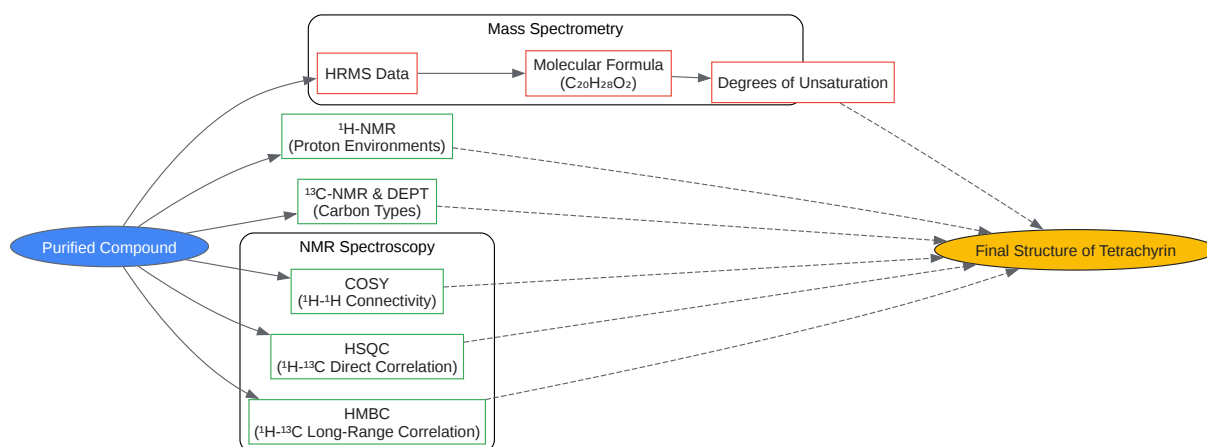 Mass Spectrometry
HRMS Data
Molecular Formula
(C₂₀H₂₈O₂)
Degrees of Unsaturation
¹H-NMR
(Proton Environments)
¹³C-NMR & DEPT
(Carbon Types)
Purified Compound
NMR Spectroscopy
Final Structure of Tetrachyrin
COSY
(¹H-¹H Connectivity)
HSQC
(¹H-¹³C Direct Correlation)
HMBC
(¹H-¹³C Long-Range Correlation)